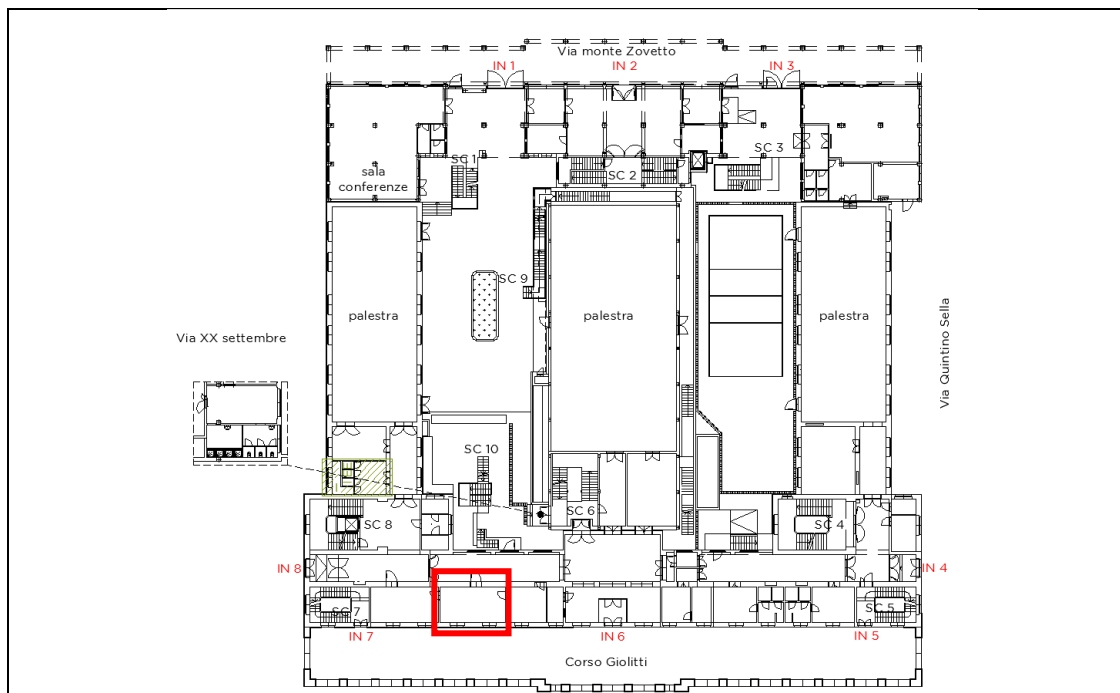 Via monte Zovetto
IN 1
IN 2
IN 3
SC 1
SC 2
SC 3
sala
conferenze
SC 9
palestra
palestra
palestra
Via Quintino Sella
Via XX settembre
SC 10
SC 8
SC 6
SC 4
IN 8
IN 4
SC 7
SC 5
IN 7
IN 6
IN 5
Corso Giolitti